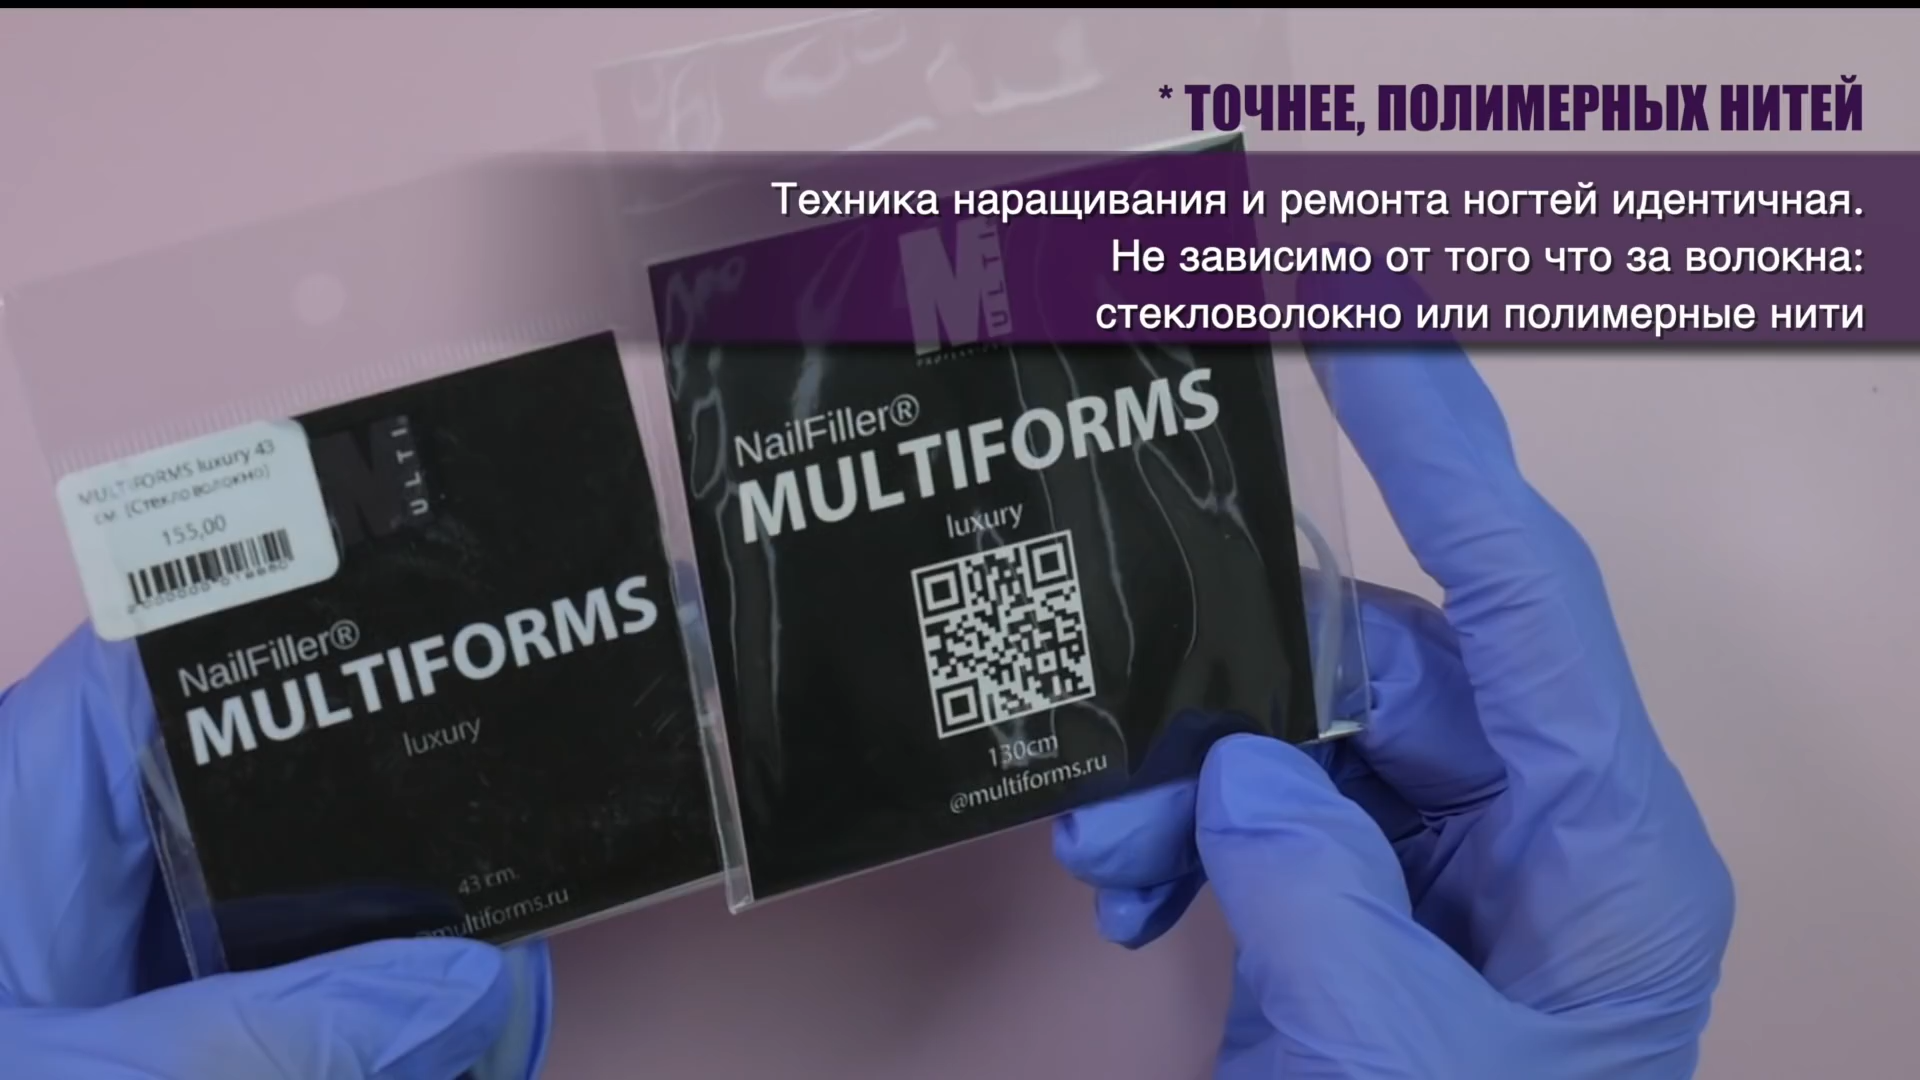 * ТОЧНЕЕ, ПОЛИМЕРНЫХ НИТЕЙ
Техника наращивания и ремонта ногтей идентичная.
Не зависимо от того что за волокна:
стекловолокно или полимерные нити
MULTIFORMS luxury 43
см. (Стекловолокно)
155,00
M ULTI
NailFiller®
MULTIFORMS
luxury
43 cm.
@multiforms.ru
M ULTI
NailFiller®
MULTIFORMS
luxury
130cm
@multiforms.ru